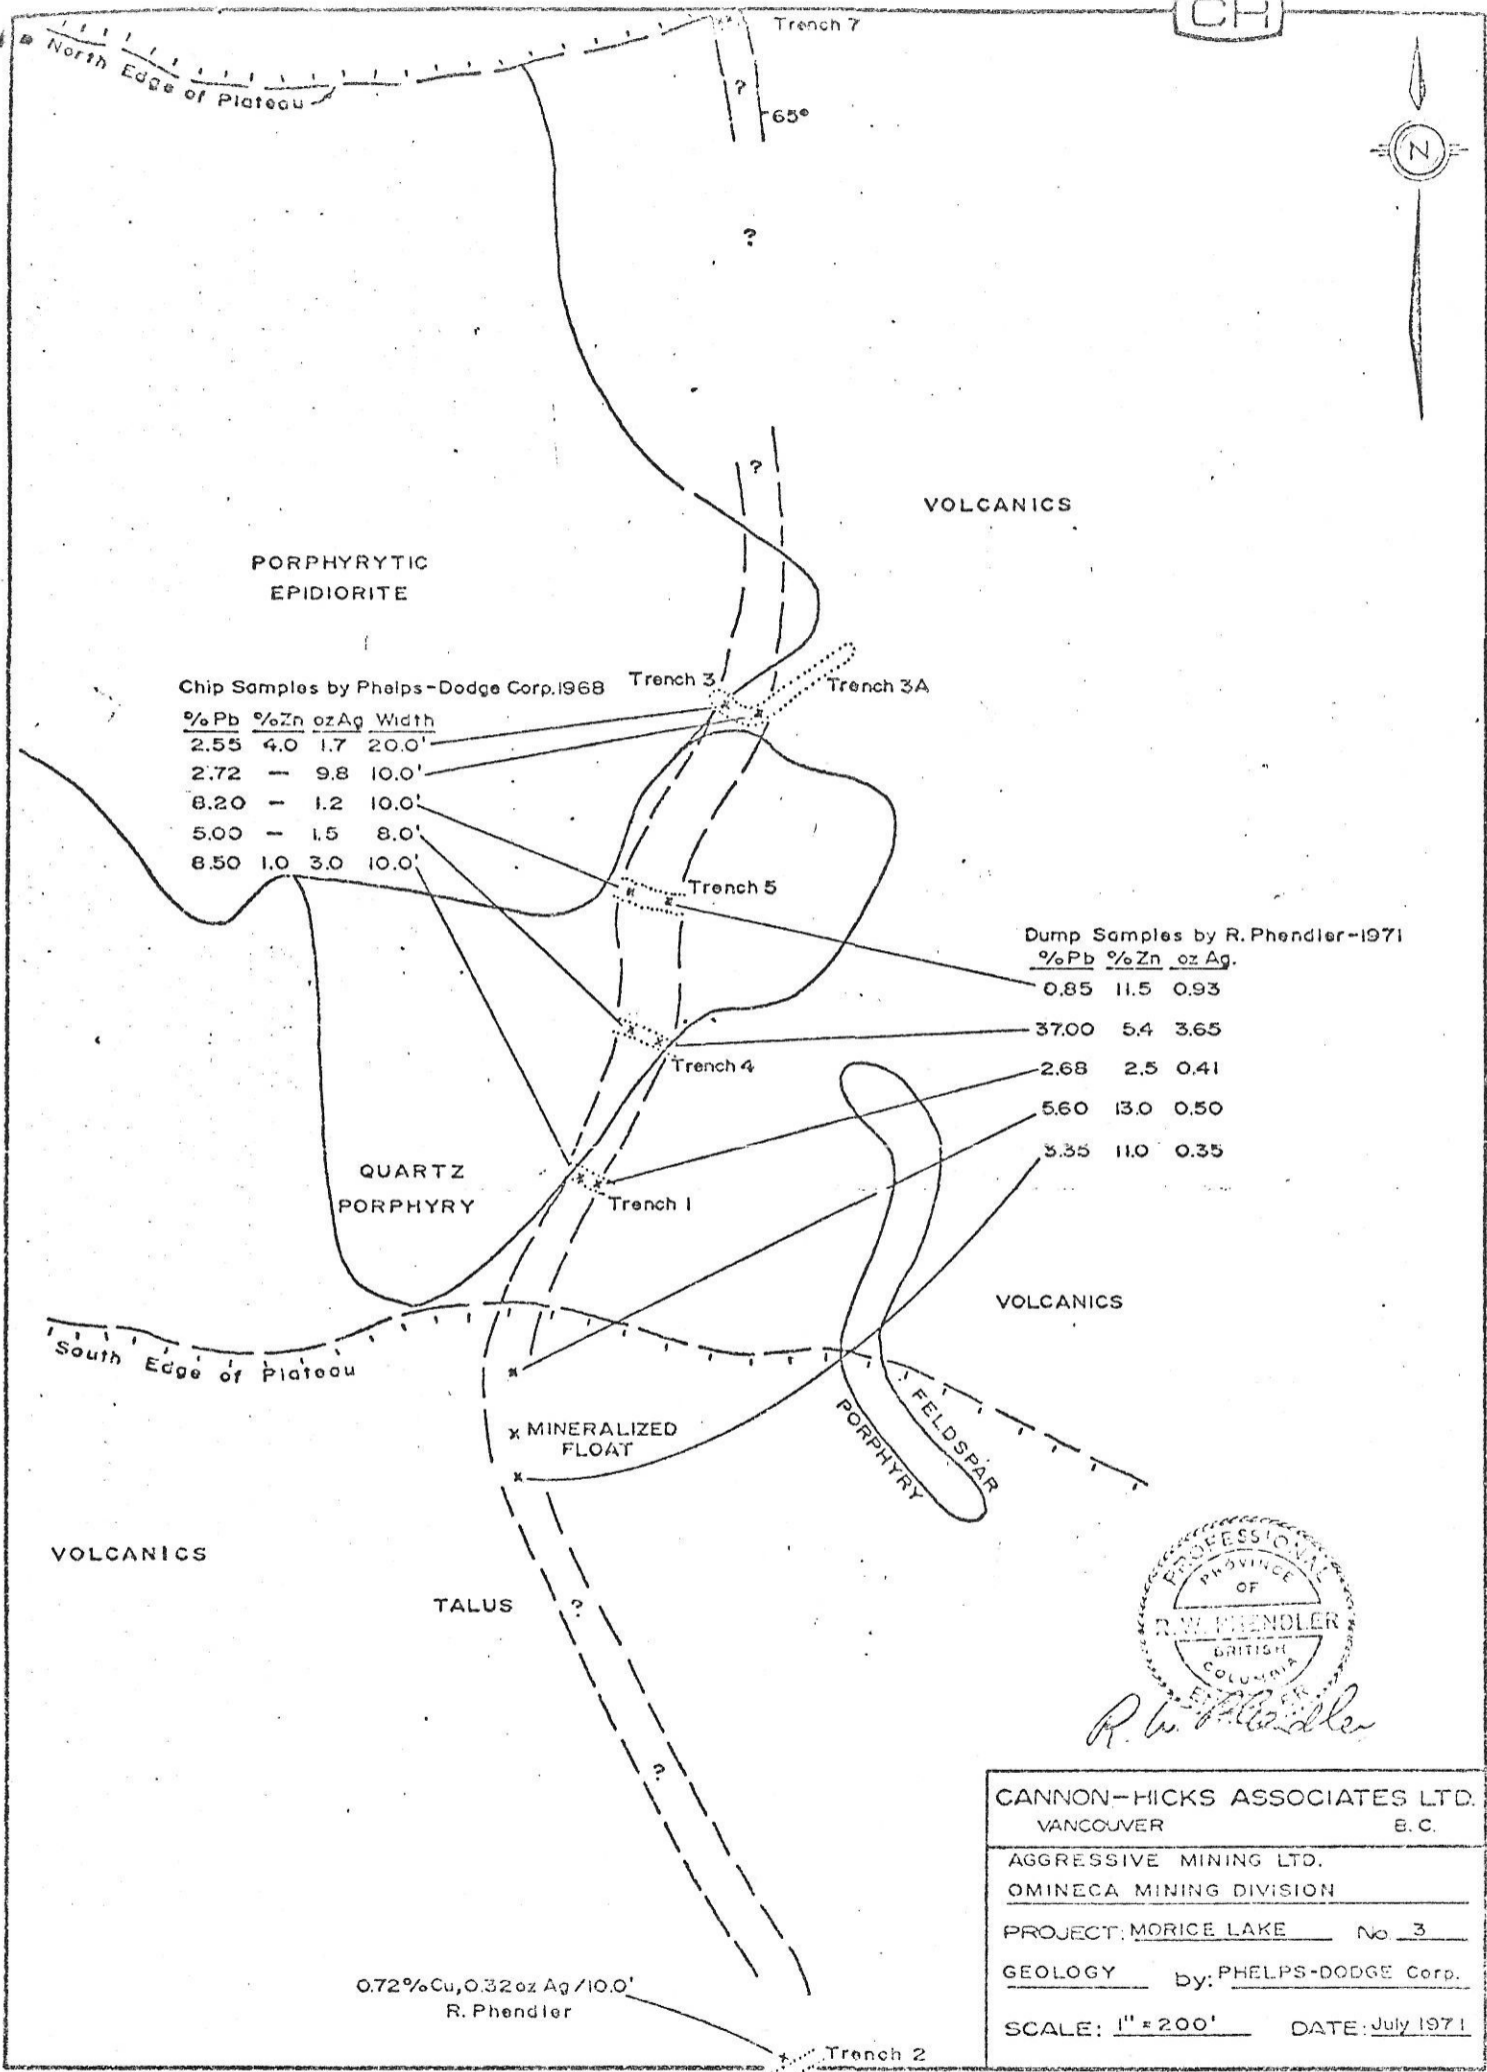 CH
Trench 7
North Edge of Plateau
?
65°
N
?
?
VOLCANICS
PORPHYRYTIC
EPIDIORITE
Chip Samples by Phelps-Dodge Corp. 1968
%Pb %Zn ozAg Width
2.55 4.0 1.7 20.0'
2.72 — 9.8 10.0'
8.20 — 1.2 10.0'
5.00 — 1.5 8.0'
8.50 1.0 3.0 10.0'
Trench 3
Trench 3A
Trench 5
Dump Samples by R. Phendler-1971
%Pb %Zn oz Ag.
0.85 11.5 0.93
37.00 5.4 3.65
2.68 2.5 0.41
5.60 13.0 0.50
3.35 11.0 0.35
Trench 4
QUARTZ
PORPHYRY
Trench 1
VOLCANICS
South Edge of Plateau
x MINERALIZED
FLOAT
FELDSPAR
PORPHYRY
VOLCANICS
TALUS
?
?
PROFESSIONAL
PROVINCE
OF
R. W. PHENDLER
BRITISH
COLUMBIA
R. W. Phendler
CANNON-HICKS ASSOCIATES LTD.
VANCOUVER B.C.
AGGRESSIVE MINING LTD.
OMINECA MINING DIVISION
PROJECT: MORICE LAKE No 3
GEOLOGY by: PHELPS-DODGE Corp.
SCALE: 1" = 200' DATE: July 1971
0.72%Cu, 0.32oz Ag/10.0'
R. Phendler
Trench 2